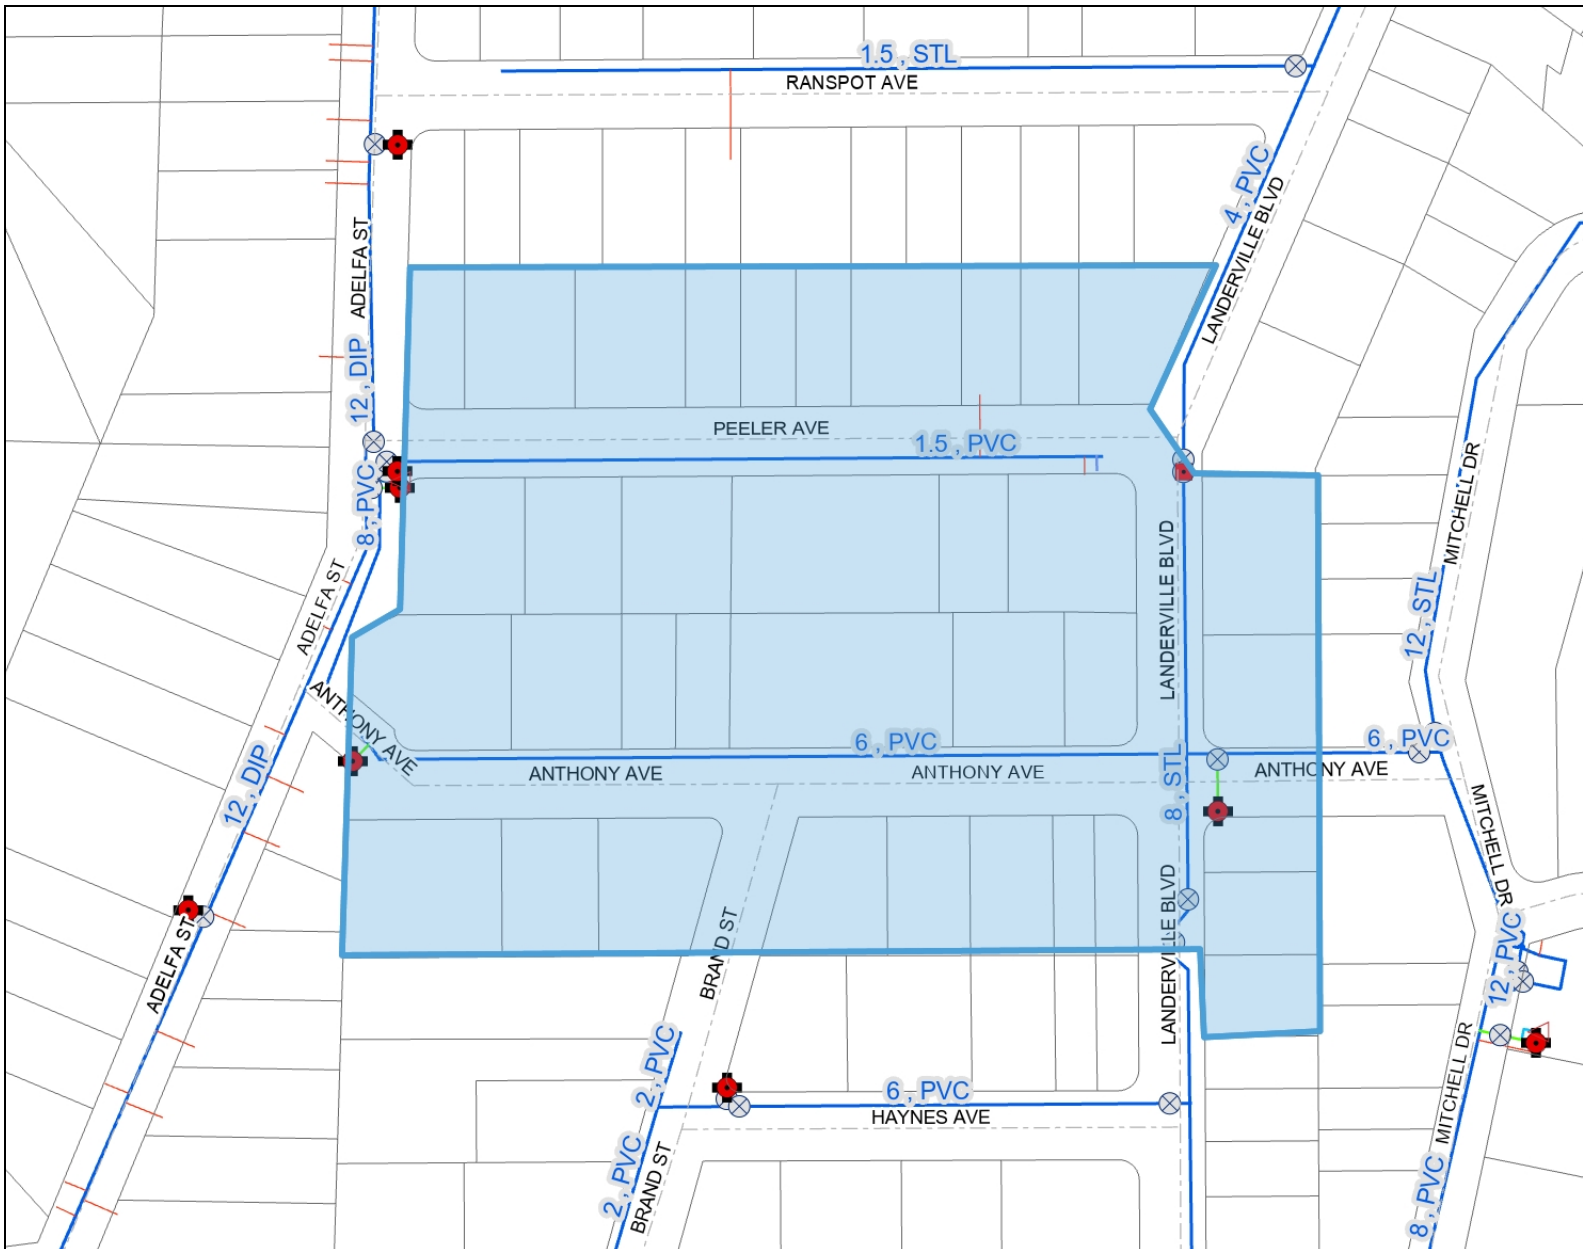 1.5 , STL
RANSPOT AVE
4 , PVC
LANDERVILLE BLVD
ADELFA ST
12 , DIP
PEELER AVE
1.5 , PVC
8 , PVC
MITCHELL DR
ADELFA ST
LANDERVILLE BLVD
12 , STL
ANTHONY AVE
6 , PVC
6 , PVC
ANTHONY AVE
ANTHONY AVE
ANTHONY AVE
12 , DIP
8 , STL
MITCHELL DR
ADELFA ST
BRAND ST
LANDERVILLE BLVD
12 , PVC
2 , PVC
6 , PVC
HAYNES AVE
MITCHELL DR
2 , PVC
BRAND ST
8 , PVC